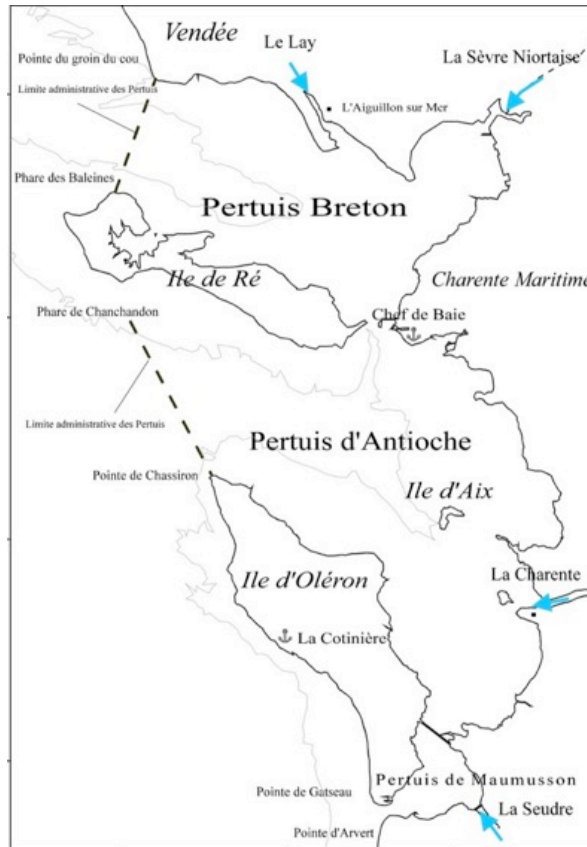 Vendée
Le Lay
La Sèvre Niortaise
Pointe du groin du cou
Limite administrative des Pertuis
L'Aiguillon sur Mer
Phare des Baleines
Pertuis Breton
Ile de Ré
Charente Maritime
Phare de Chanchandon
Chef de Baie
Limite administrative des Pertuis
Pertuis d'Antioche
Pointe de Chassiron
Ile d'Aix
Ile d'Oléron
La Charente
La Cotinière
Pertuis de Maumusson
Pointe de Gatseau
La Seudre
Pointe d'Arvert